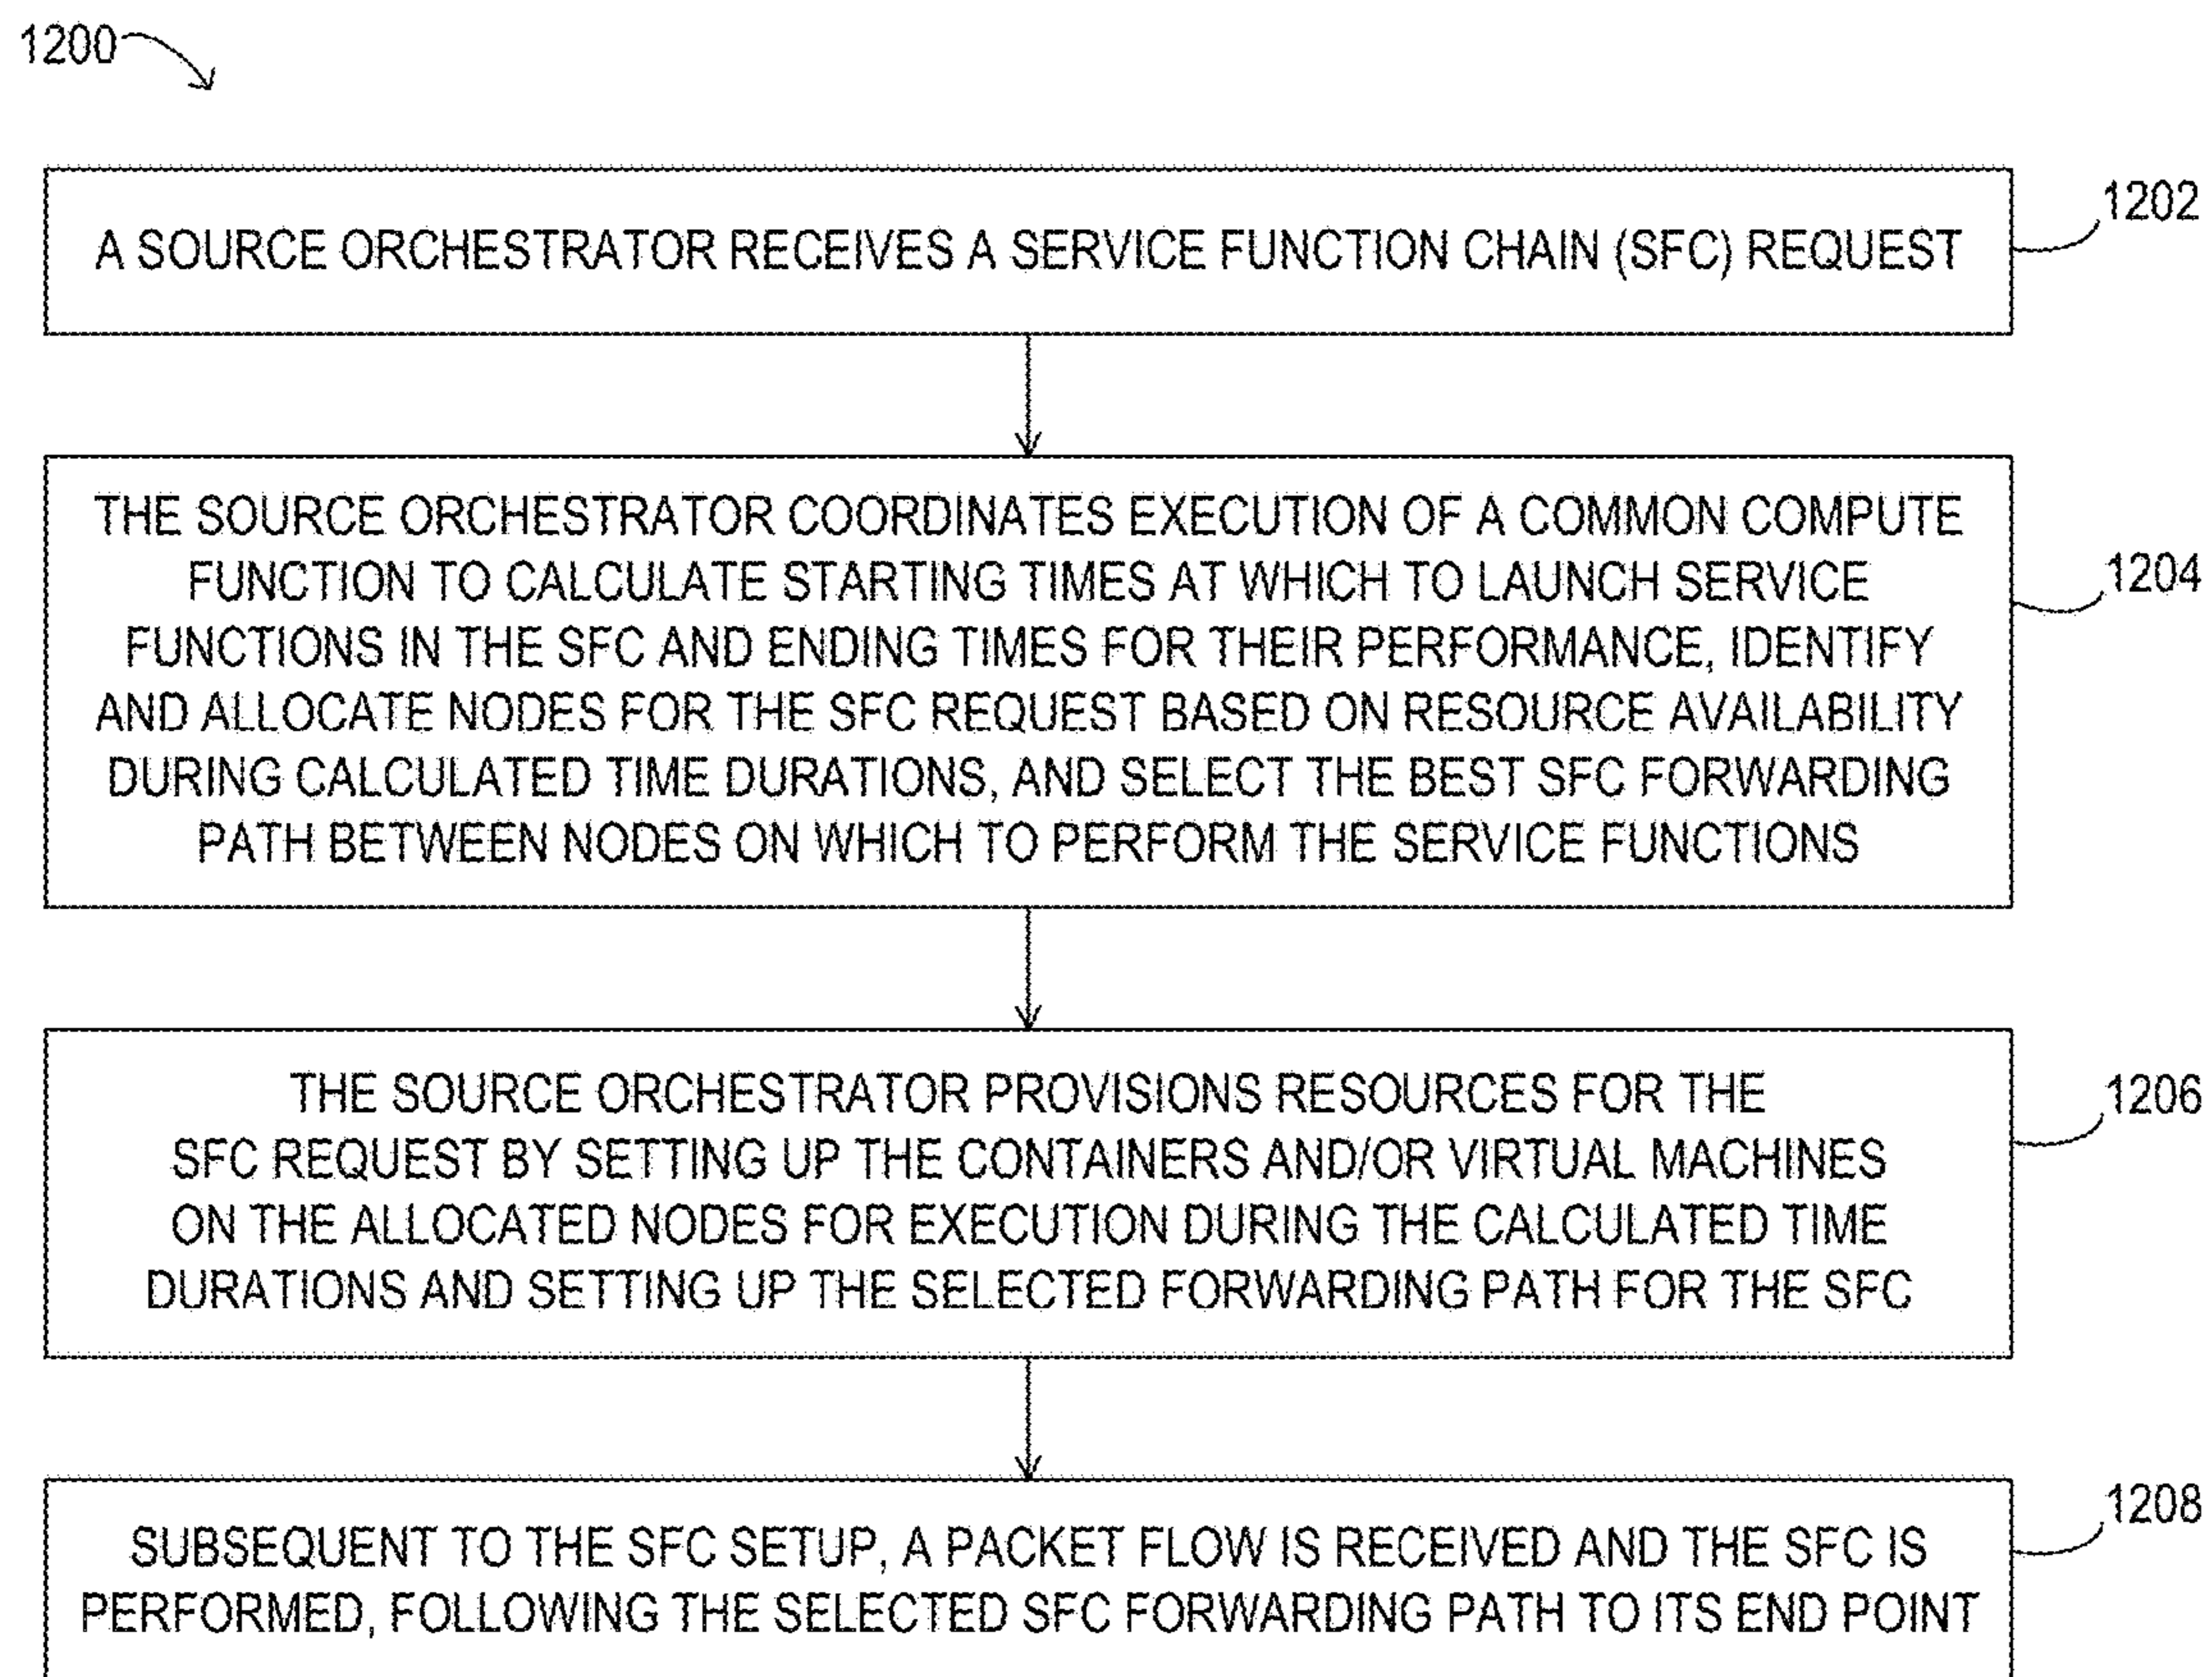 1200
A SOURCE ORCHESTRATOR RECEIVES A SERVICE FUNCTION CHAIN (SFC) REQUEST
1202
THE SOURCE ORCHESTRATOR COORDINATES EXECUTION OF A COMMON COMPUTE
FUNCTION TO CALCULATE STARTING TIMES AT WHICH TO LAUNCH SERVICE
FUNCTIONS IN THE SFC AND ENDING TIMES FOR THEIR PERFORMANCE, IDENTIFY
AND ALLOCATE NODES FOR THE SFC REQUEST BASED ON RESOURCE AVAILABILITY
DURING CALCULATED TIME DURATIONS, AND SELECT THE BEST SFC FORWARDING
PATH BETWEEN NODES ON WHICH TO PERFORM THE SERVICE FUNCTIONS
1204
THE SOURCE ORCHESTRATOR PROVISIONS RESOURCES FOR THE
SFC REQUEST BY SETTING UP THE CONTAINERS AND/OR VIRTUAL MACHINES
ON THE ALLOCATED NODES FOR EXECUTION DURING THE CALCULATED TIME
DURATIONS AND SETTING UP THE SELECTED FORWARDING PATH FOR THE SFC
1206
SUBSEQUENT TO THE SFC SETUP, A PACKET FLOW IS RECEIVED AND THE SFC IS
PERFORMED, FOLLOWING THE SELECTED SFC FORWARDING PATH TO ITS END POINT
1208